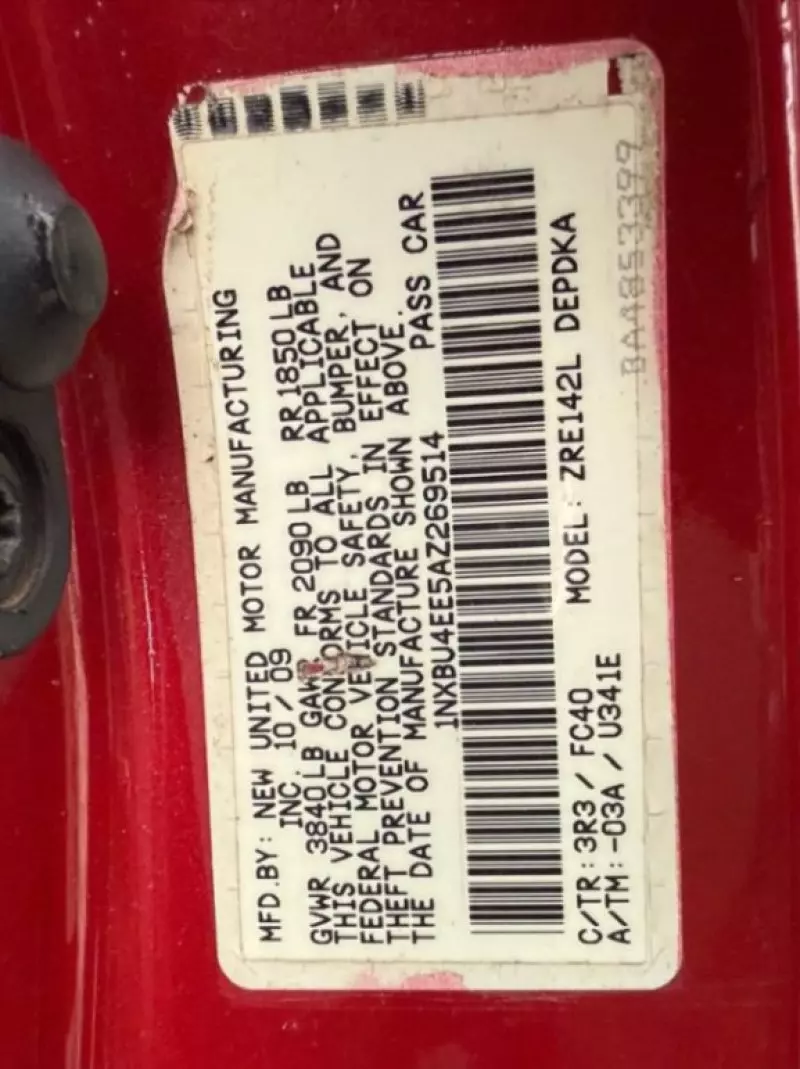 MFD.BY: NEW UNITED MOTOR MANUFACTURING
INC. 10/09
GVWR 3840LB GAWR FR 2090LB RR1850LB
THIS VEHICLE CONFORMS TO ALL APPLICABLE
FEDERAL MOTOR VEHICLE SAFETY, BUMPER, AND
THEFT PREVENTION STANDARDS IN EFFECT ON
THE DATE OF MANUFACTURE SHOWN ABOVE.
1NXBU4EE5AZ269514 PASS CAR
C/TR: 3R3/FC40 MODEL: ZRE142L DEPDKA
A/TM: -03A/U341E
BA4853399